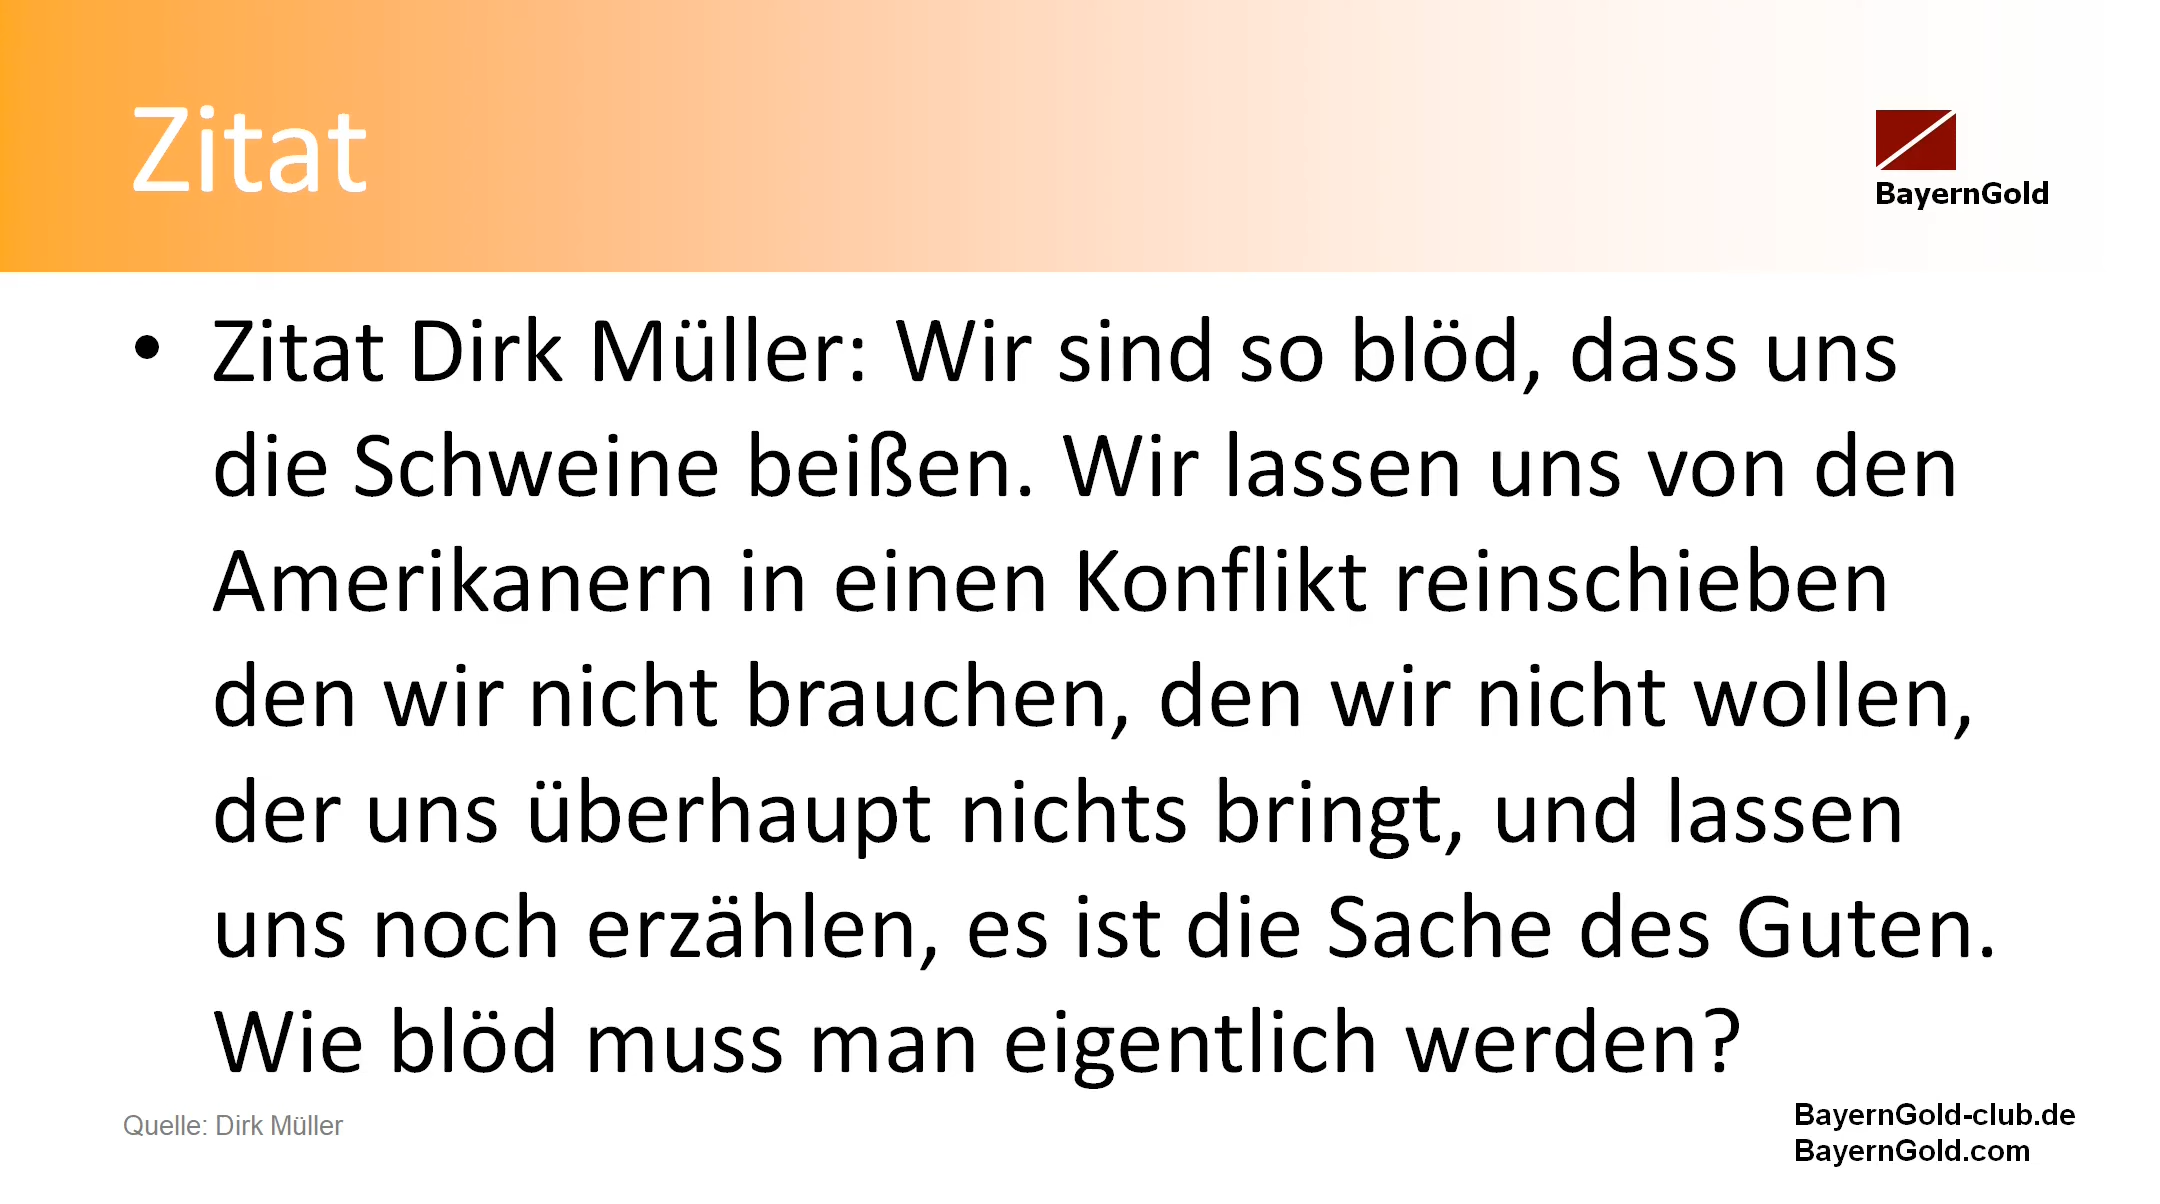 Zitat
BayernGold
• Zitat Dirk Müller: Wir sind so blöd, dass uns
die Schweine beißen. Wir lassen uns von den
Amerikanern in einen Konflikt reinschieben
den wir nicht brauchen, den wir nicht wollen,
der uns überhaupt nichts bringt, und lassen
uns noch erzählen, es ist die Sache des Guten.
Wie blöd muss man eigentlich werden?
Quelle: Dirk Müller
BayernGold-club.de
BayernGold.com